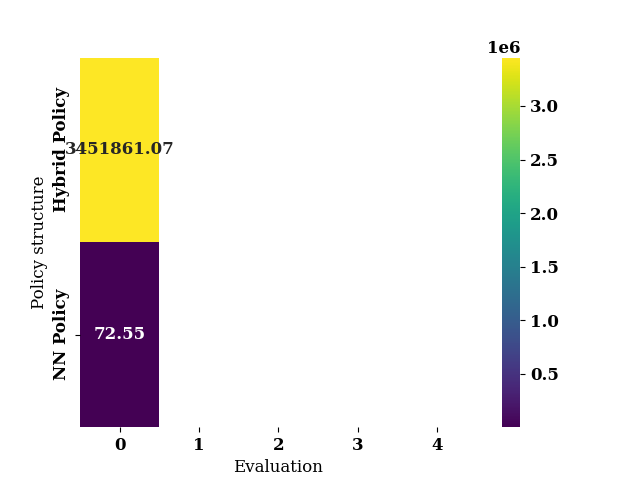 1e6
Policy structure
Hybrid Policy
NN Policy
3451861.07
72.55
3.0
2.5
2.0
1.5
1.0
0.5
0 1 2 3 4
Evaluation